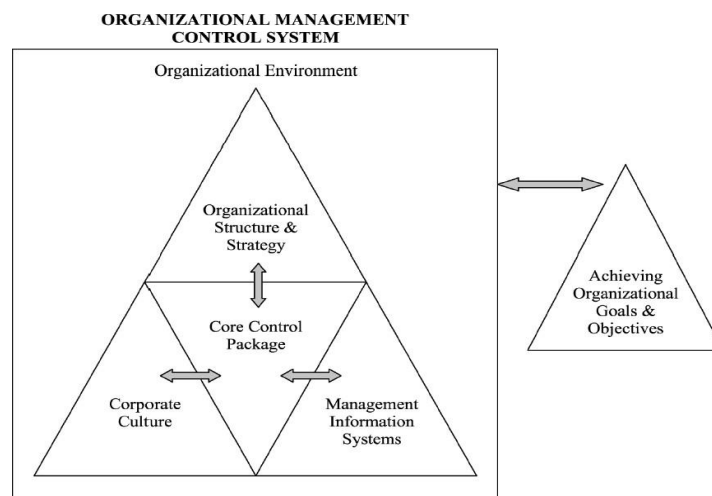 ORGANIZATIONAL MANAGEMENT
CONTROL SYSTEM
Organizational Environment
Organizational
Structure &
Strategy
Core Control
Package
Corporate
Culture
Management
Information
Systems
Achieving
Organizational
Goals &
Objectives